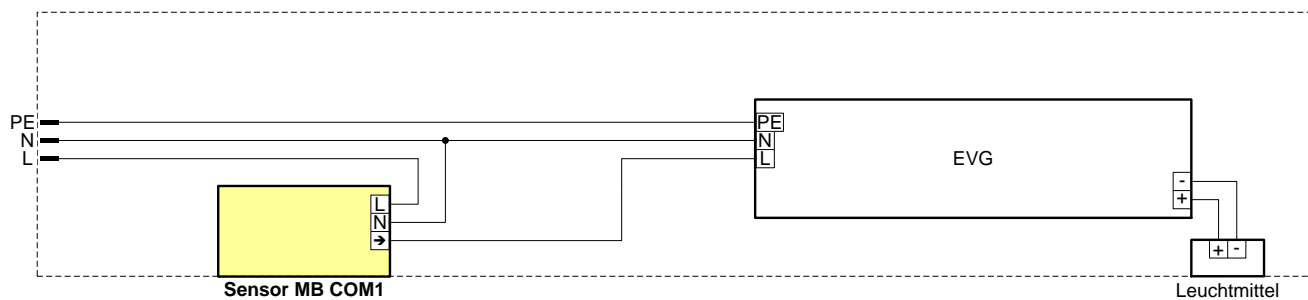 PE
N
L
PE
N
L
EVG
-
+
L
N
➔
+ -
Sensor MB COM1
Leuchtmittel